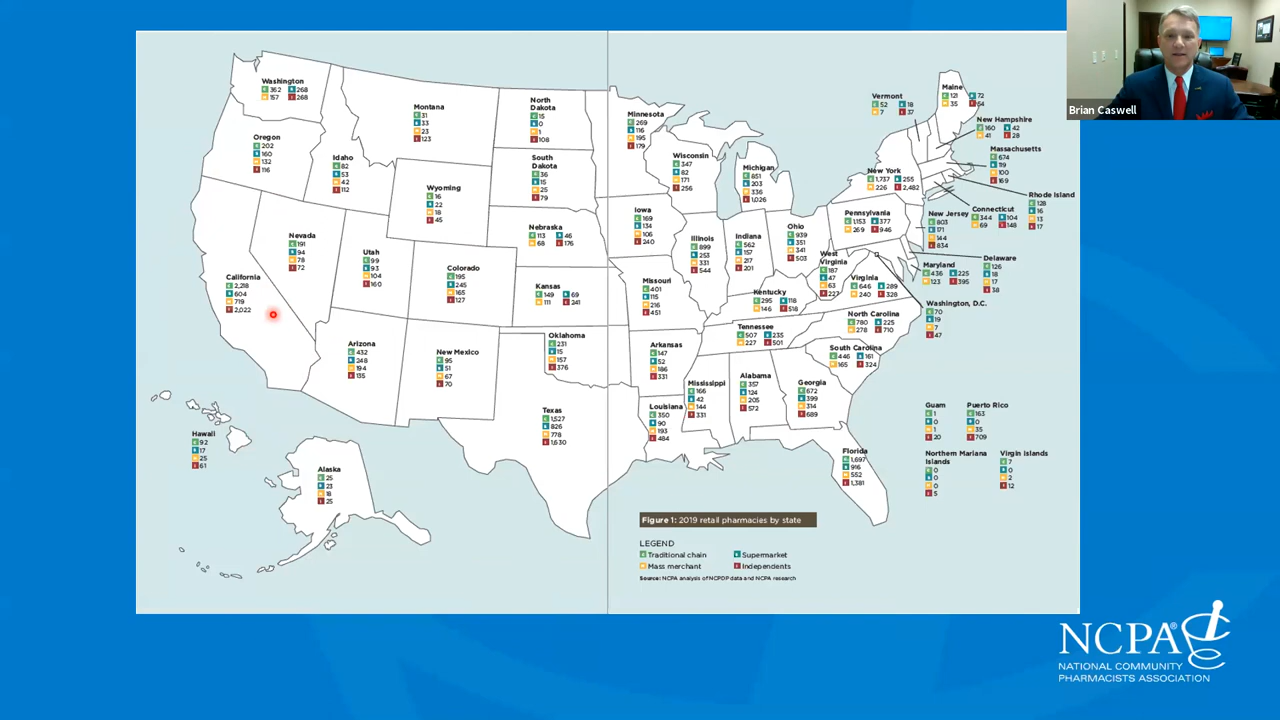 Brian Caswell
Washington
362 268
157 268
Oregon
202
160
132
116
California
2,218
604
719
2,022
Nevada
191
94
78
72
Idaho
82
53
42
112
Montana
31
33
23
123
Wyoming
16
22
18
45
Utah
99
93
104
160
Colorado
195
245
165
127
Arizona
432
248
194
135
New Mexico
95
51
67
70
North
Dakota
15
0
1
108
South
Dakota
36
15
25
79
Nebraska
113 46
68 176
Kansas
149 69
111 241
Oklahoma
231
15
157
376
Texas
1,527
826
778
1,630
Hawaii
92
17
25
61
Alaska
25
23
18
25
Minnesota
269
116
195
179
Iowa
169
134
106
240
Missouri
401
115
216
451
Arkansas
147
52
186
331
Louisiana
350
90
193
484
Wisconsin
347
82
171
256
Illinois
899
253
331
544
Michigan
851
203
336
1,026
Indiana
562
157
217
201
Ohio
939
351
341
503
Kentucky
295 118
146 518
Tennessee
507 235
227 501
Mississippi
166
42
144
331
Alabama
357
124
205
572
Georgia
672
399
314
689
Florida
1,697
916
552
1,381
South Carolina
446 161
165 324
North Carolina
780 225
278 710
Virginia
646 289
240 328
West
Virginia
187
47
63
227
Pennsylvania
1,153 377
269 946
New York
1,737 255
226 2,482
Vermont
52 18
7 37
Maine
121 72
35 54
New Hampshire
160 42
41 28
Massachusetts
674
119
100
169
Rhode Island
128
16
13
17
Connecticut
344 104
69 148
New Jersey
803
171
144
834
Delaware
126
18
17
38
Maryland
436 225
123 395
Washington, D.C.
70
19
7
47
Guam
1
0
1
20
Puerto Rico
163
0
35
709
Northern Mariana
Islands
0
0
0
5
Virgin Islands
7
0
2
12
Figure 1: 2019 retail pharmacies by state
LEGEND
Traditional chain Supermarket
Mass merchant Independents
Source: NCPA analysis of NCPDP data and NCPA research
NCPA®
NATIONAL COMMUNITY
PHARMACISTS ASSOCIATION